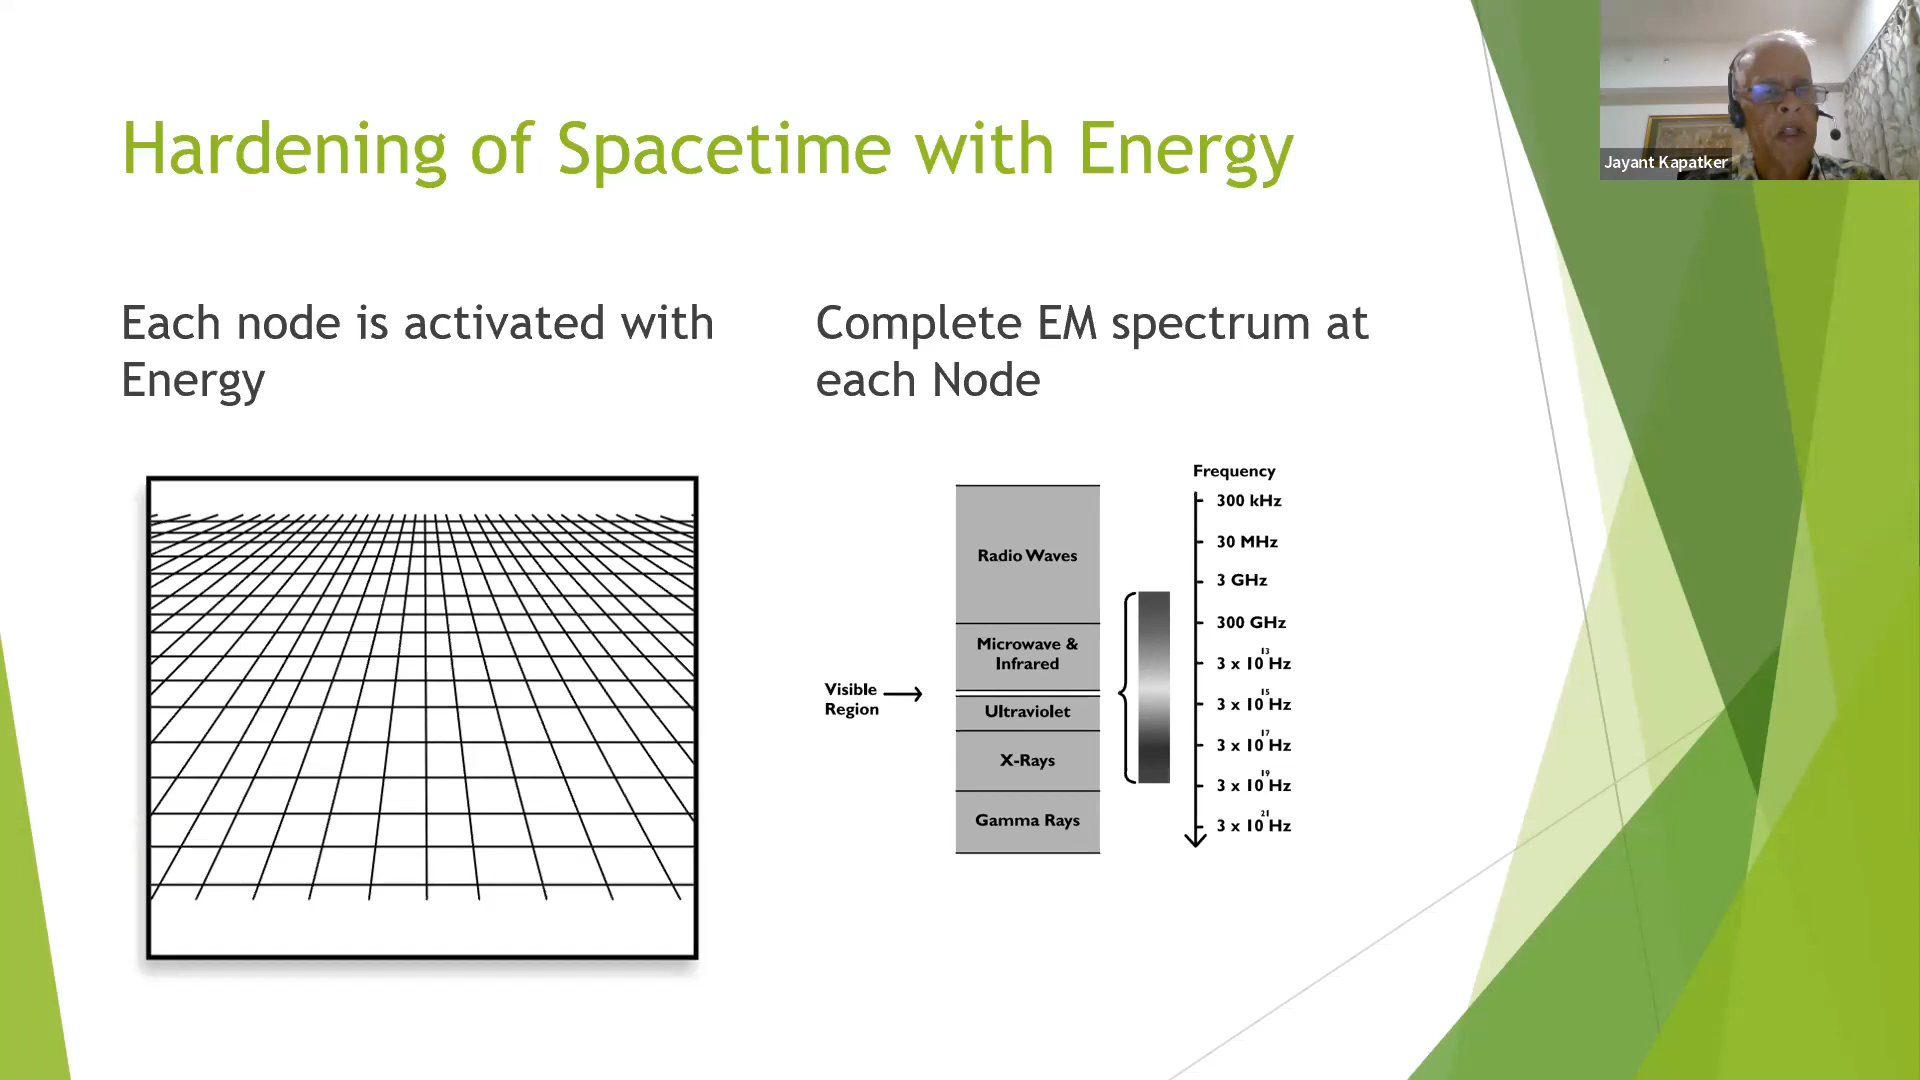 Hardening of Spacetime with Energy
Jayant Kapatker
Each node is activated with
Energy
Complete EM spectrum at
each Node
Frequency
300 kHz
30 MHz
3 GHz
300 GHz
3 x 10¹³ Hz
3 x 10¹⁵ Hz
3 x 10¹⁷ Hz
3 x 10¹⁹ Hz
3 x 10²¹ Hz
Radio Waves
Microwave &
Infrared
Visible
Region
Ultraviolet
X-Rays
Gamma Rays